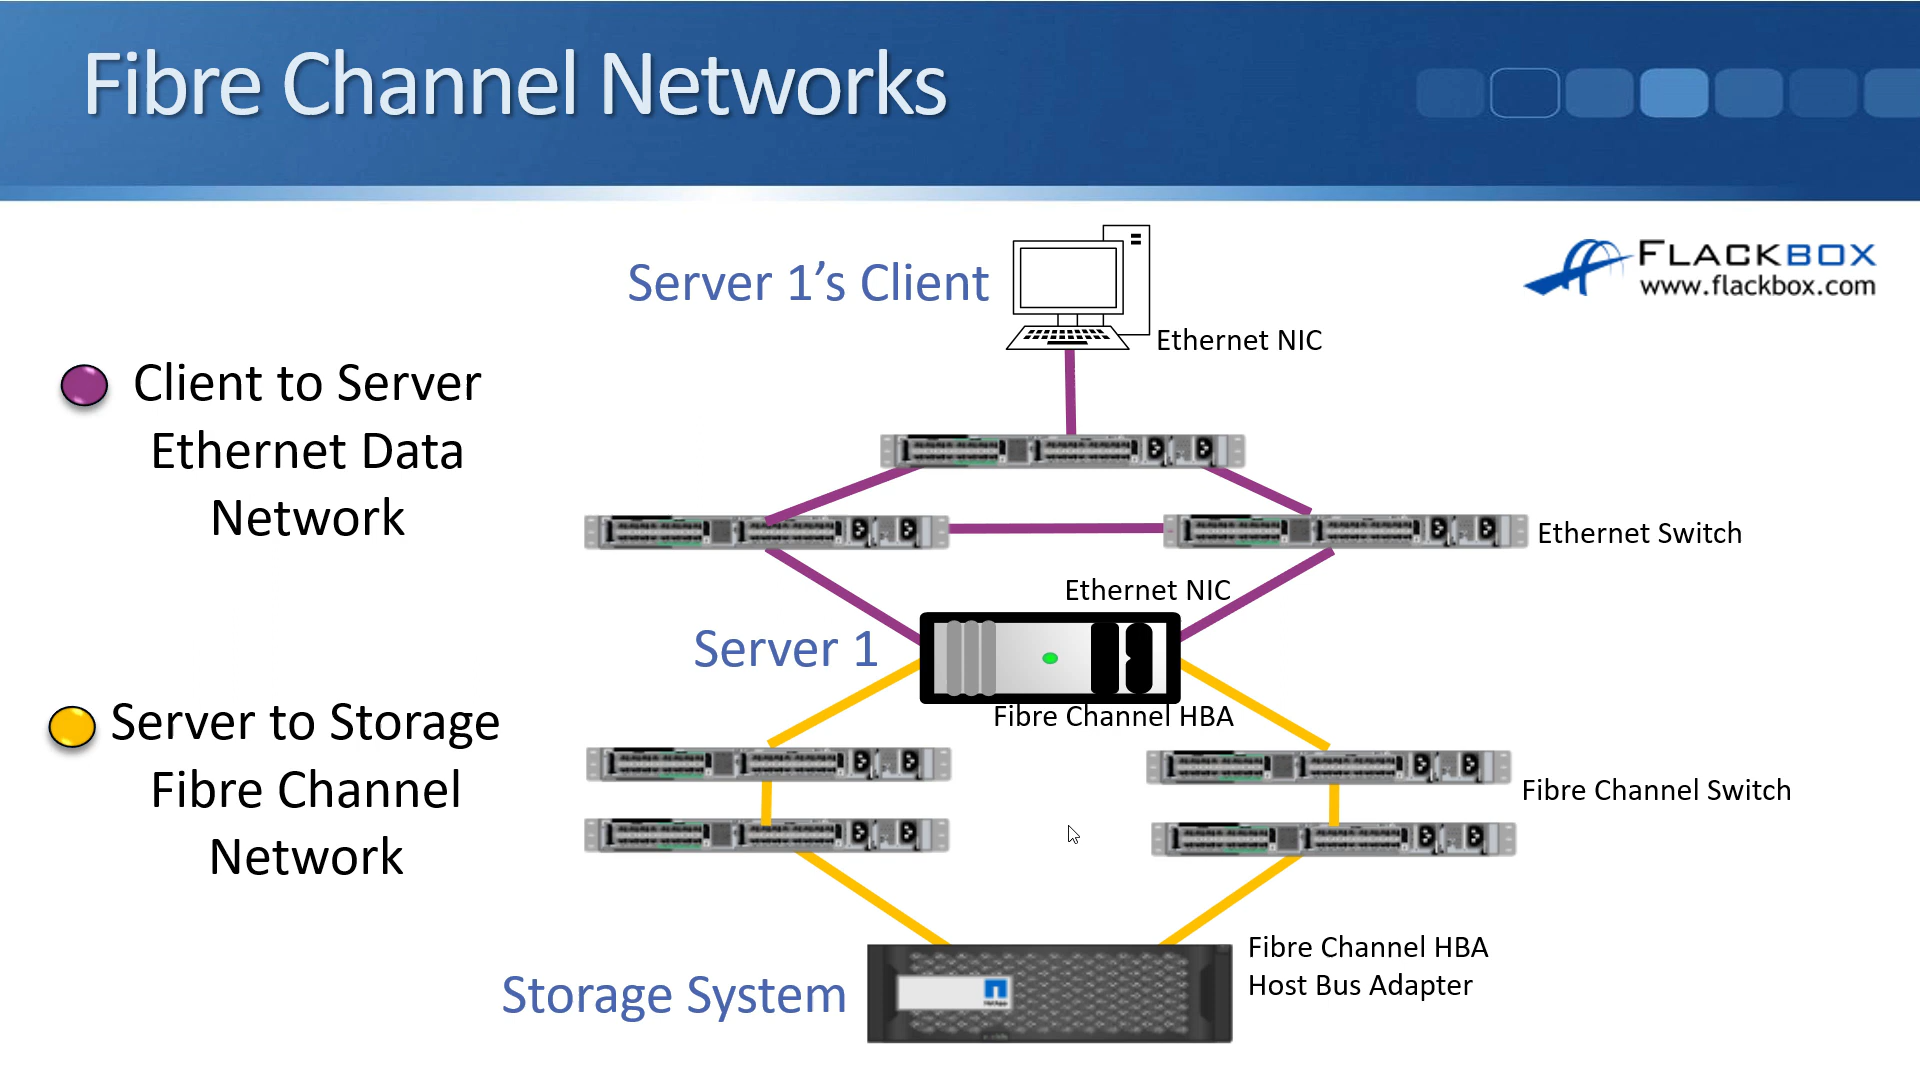 Fibre Channel Networks
FLACKBOX
www.flackbox.com
Server 1’s Client
Ethernet NIC
Client to Server
Ethernet Data
Network
Ethernet Switch
Ethernet NIC
Server 1
Fibre Channel HBA
Server to Storage
Fibre Channel
Network
Fibre Channel Switch
Storage System
NetApp
Fibre Channel HBA
Host Bus Adapter